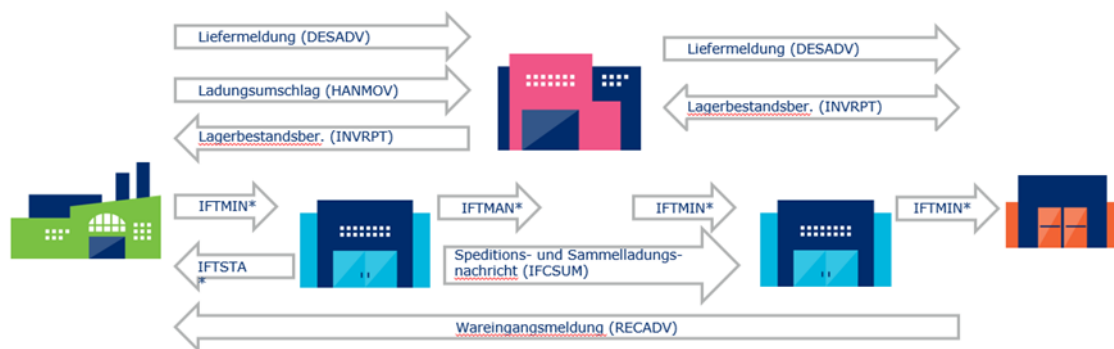 Liefermeldung (DESADV)
Liefermeldung (DESADV)
Ladungsumschlag (HANMOV)
Lagerbestandsber. (INVRPT)
Lagerbestandsber. (INVRPT)
IFTMIN*
IFTMAN*
IFTMIN*
IFTMIN*
IFTSTA
*
Speditions- und Sammelladungs-
nachricht (IFCSUM)
Wareingangsmeldung (RECADV)